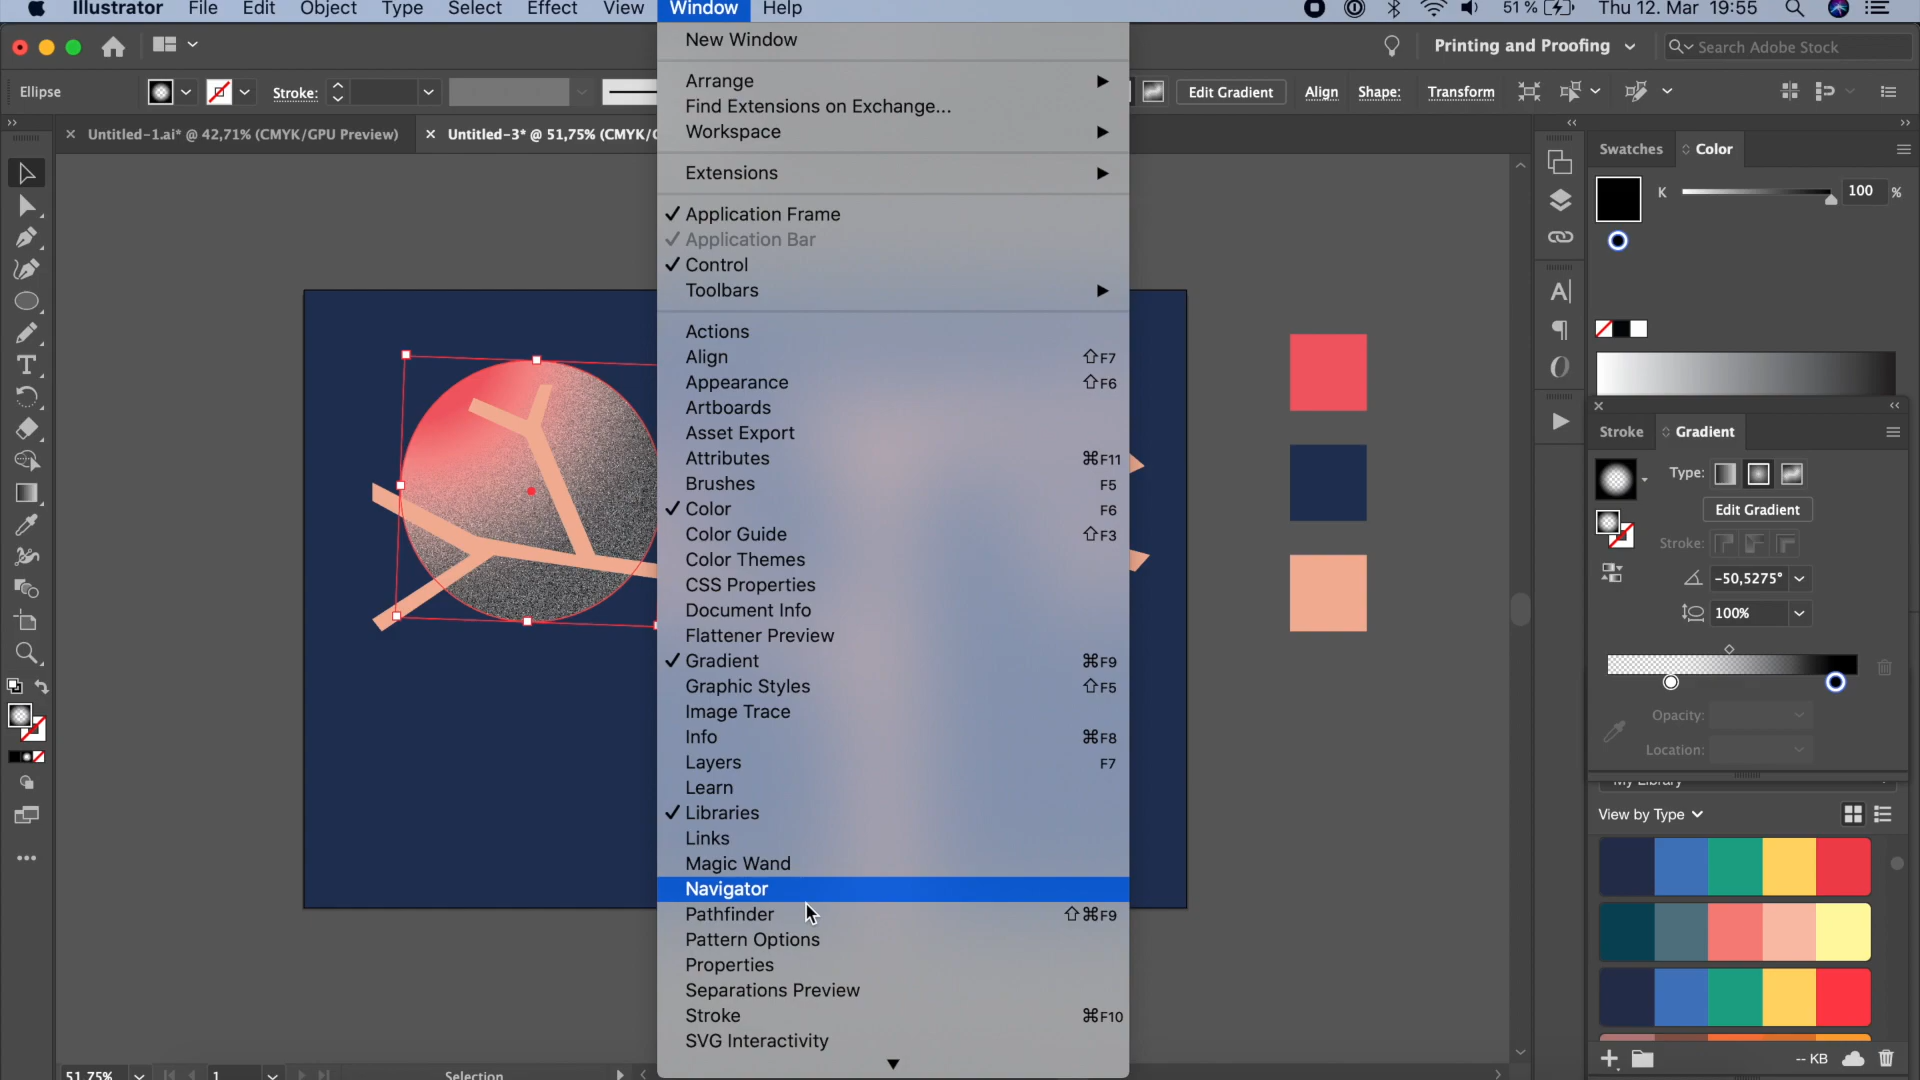 Illustrator File Edit Object Type Select Effect View Window Help 51 % Thu 12. Mar 19:55
Printing and Proofing Search Adobe Stock
Ellipse Stroke: Edit Gradient Align Shape: Transform
Untitled-1.ai* @ 42,71% (CMYK/GPU Preview) Untitled-3* @ 51,75% (CMYK/G
New Window
Arrange
Find Extensions on Exchange...
Workspace
Extensions
Application Frame
Application Bar
Control
Toolbars
Actions
Align ⇧F7
Appearance ⇧F6
Artboards
Asset Export
Attributes ⌘F11
Brushes F5
Color F6
Color Guide ⇧F3
Color Themes
CSS Properties
Document Info
Flattener Preview
Gradient ⌘F9
Graphic Styles ⇧F5
Image Trace
Info ⌘F8
Layers F7
Learn
Libraries
Links
Magic Wand
Navigator
Pathfinder ⇧⌘F9
Pattern Options
Properties
Separations Preview
Stroke ⌘F10
SVG Interactivity
Swatches Color
K 100 %
Stroke Gradient
Type:
Edit Gradient
Stroke:
-50,5275°
100%
Opacity:
Location:
My Library
View by Type
-- KB
51,75% 1 Selection